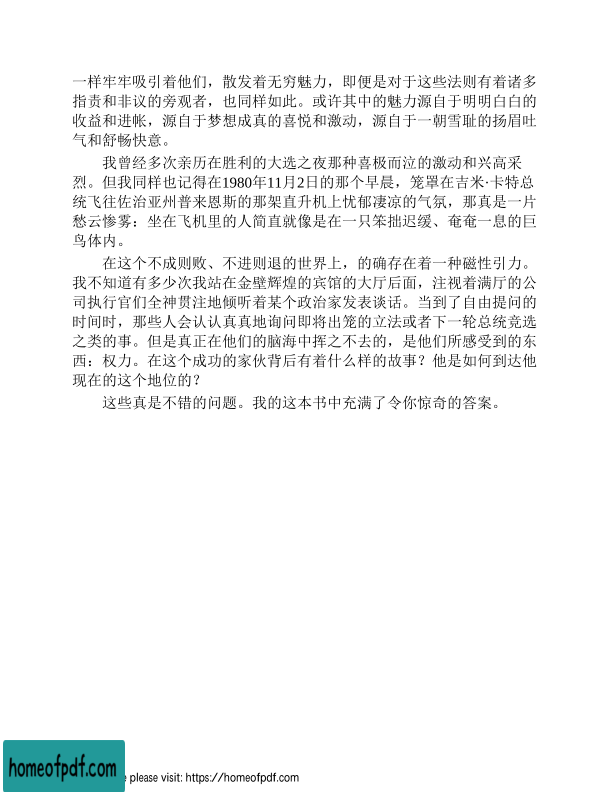 一样牢牢吸引着他们，散发着无穷魅力，即便是对于这些法则有着诸多
指责和非议的旁观者，也同样如此。或许其中的魅力源自于明明白白的
收益和进帐，源自于梦想成真的喜悦和激动，源自于一朝雪耻的扬眉吐
气和舒畅快意。
我曾经多次亲历在胜利的大选之夜那种喜极而泣的激动和兴高采
烈。但我同样也记得在1980年11月2日的那个早晨，笼罩在吉米·卡特总
统飞往佐治亚州普来恩斯的那架直升机上忧郁凄凉的气氛，那真是一片
愁云惨雾：坐在飞机里的人简直就像是在一只笨拙迟缓、奄奄一息的巨
鸟体内。
在这个不成则败、不进则退的世界上，的确存在着一种磁性引力。
我不知道有多少次我站在金壁辉煌的宾馆的大厅后面，注视着满厅的公
司执行官们全神贯注地倾听着某个政治家发表谈话。当到了自由提问的
时间时，那些人会认认真真地询问即将出笼的立法或者下一轮总统竞选
之类的事。但是真正在他们的脑海中挥之不去的，是他们所感受到的东
西：权力。在这个成功的家伙背后有着什么样的故事？他是如何到达他
现在的这个地位的？
这些真是不错的问题。我的这本书中充满了令你惊奇的答案。
homeofpdf.com
e please visit: https://homeofpdf.com